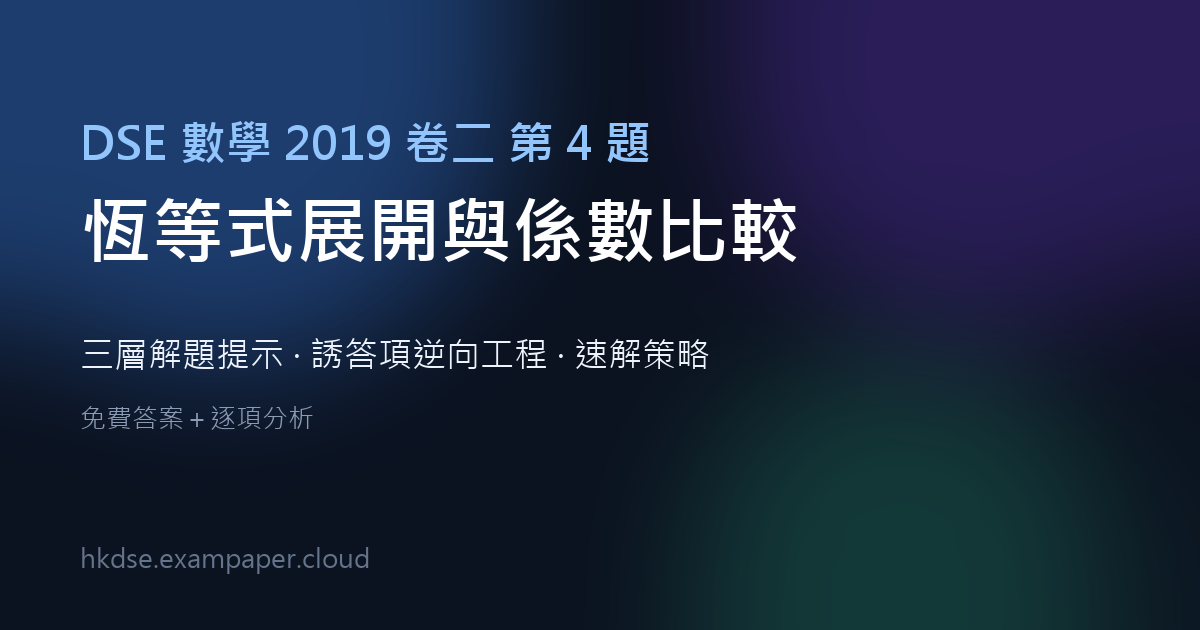 DSE 數學 2019 卷二 第 4 題
恆等式展開與係數比較
三層解題提示 · 誘答項逆向工程 · 速解策略
免費答案 + 逐項分析
hkdse.exampaper.cloud